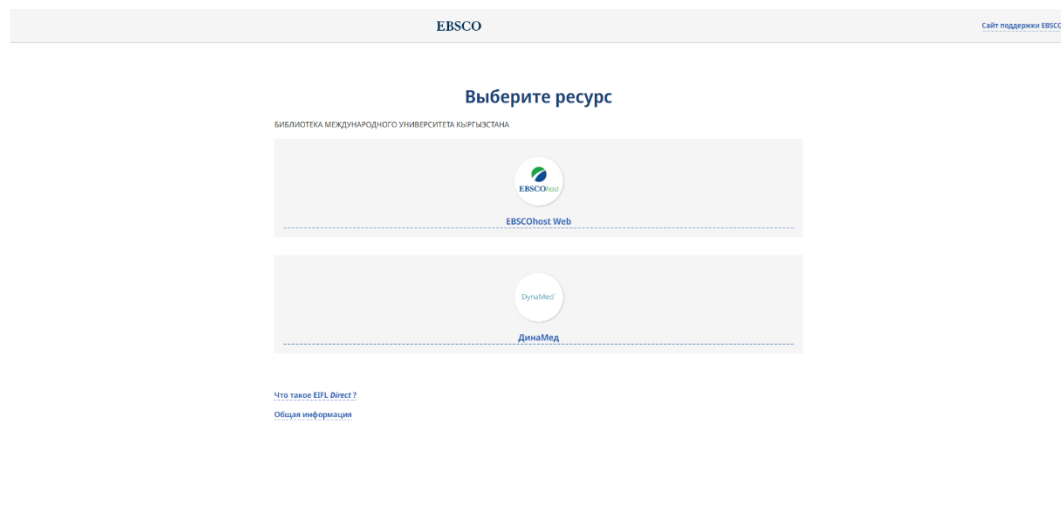 EBSCO
Сайт поддержки EBSCO
Выберите ресурс
БИБЛИОТЕКА МЕЖДУНАРОДНОГО УНИВЕРСИТЕТА КЫРГЫЗСТАНА
EBSCOhost
EBSCOhost Web
DynaMed
ДинаМед
Что такое EIFL Direct ?
Общая информация